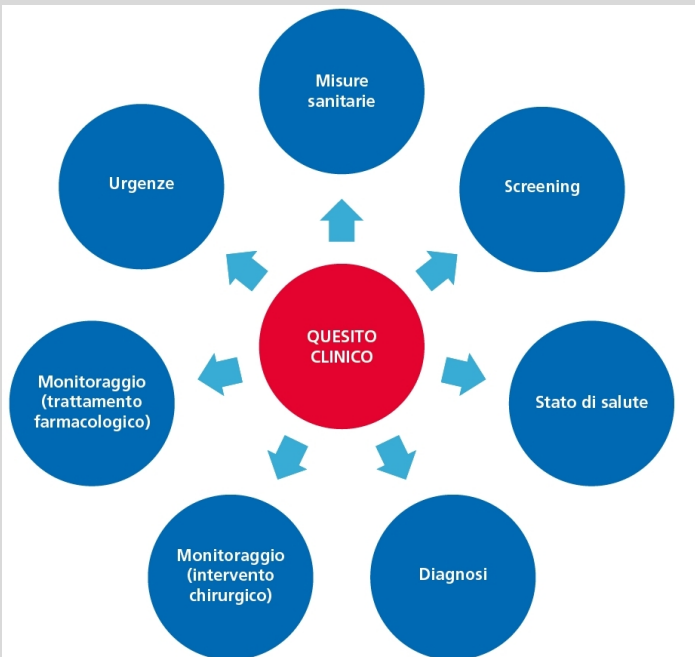 Misure
sanitarie
Urgenze
Screening
QUESITO
CLINICO
Monitoraggio
(trattamento
farmacologico)
Stato di salute
Monitoraggio
(intervento
chirurgico)
Diagnosi